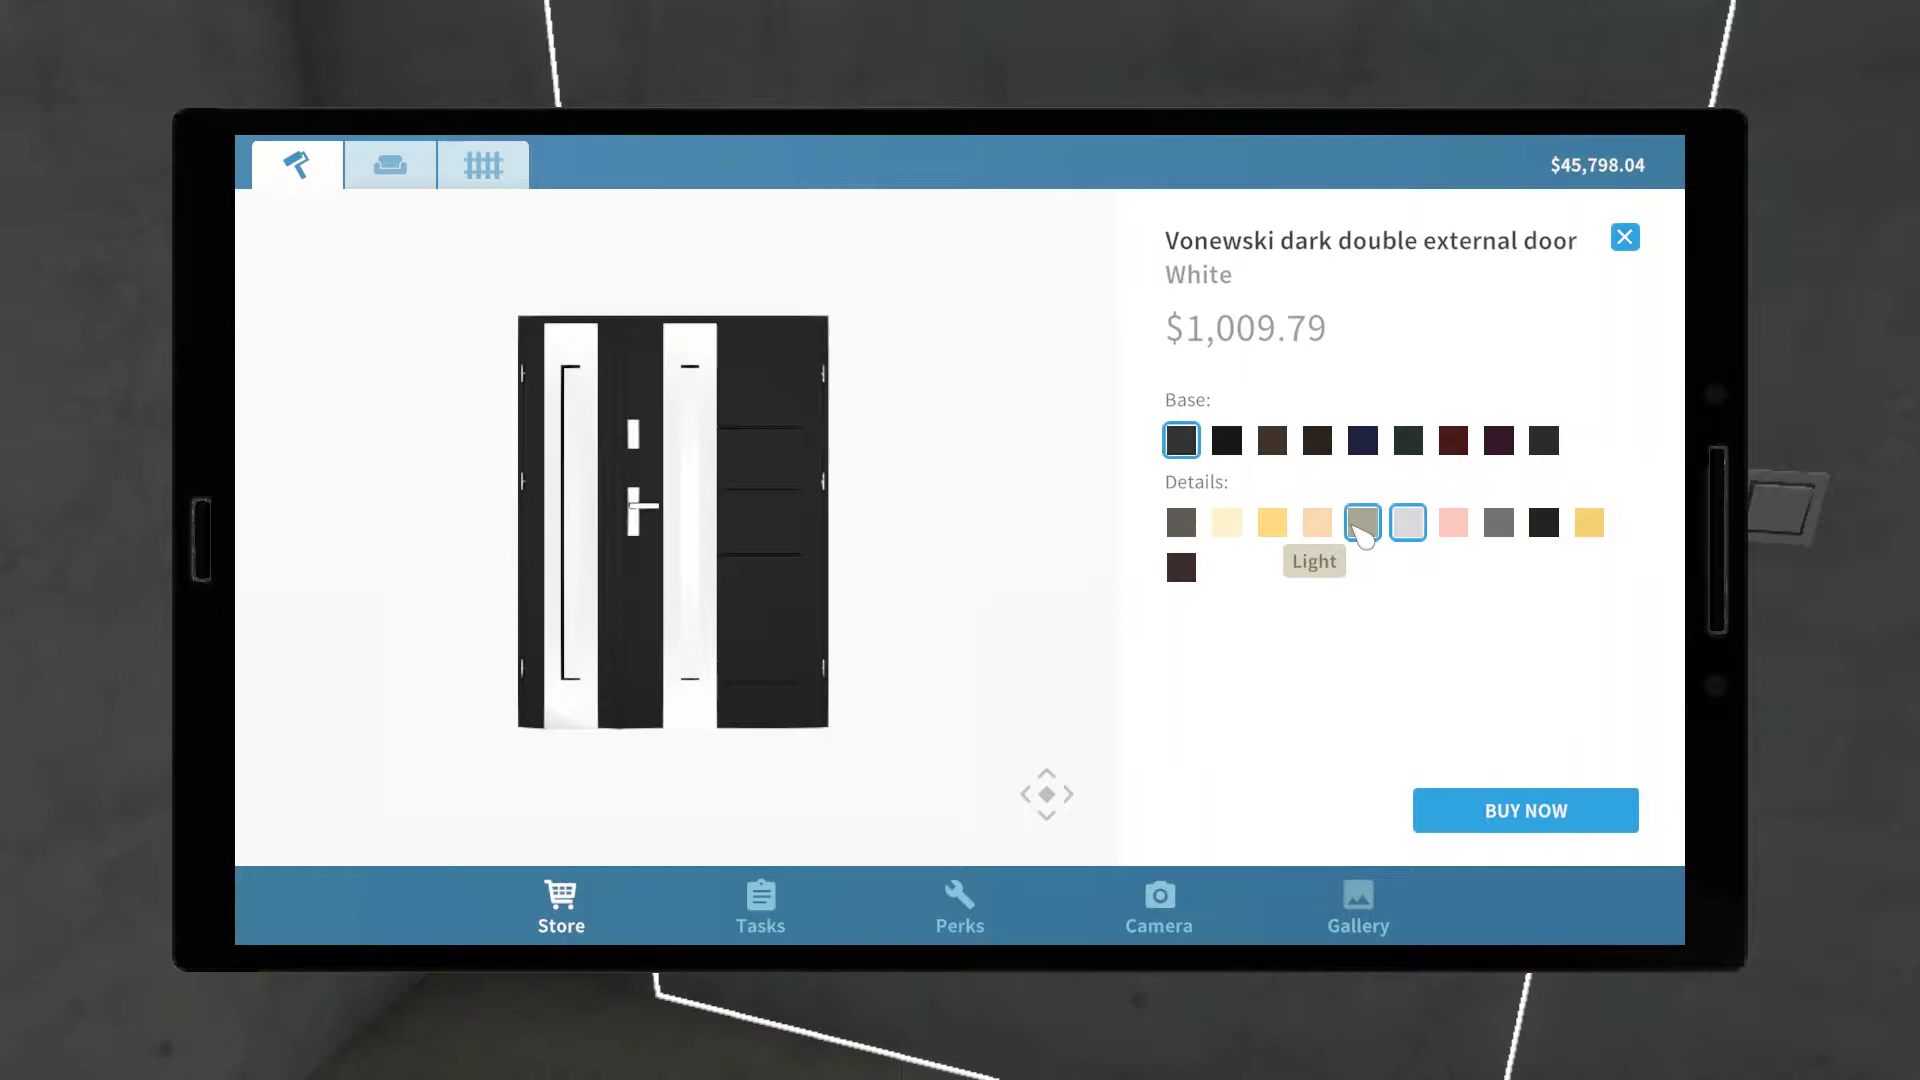 $45,798.04
Vonewski dark double external door
White
$1,009.79
Base:
Details:
Light
BUY NOW
Store
Tasks
Perks
Camera
Gallery